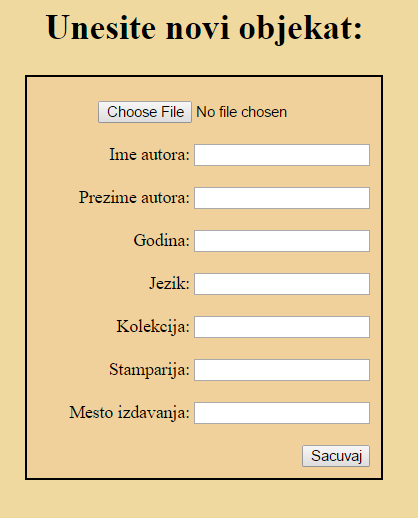 Unesite novi objekat:
Choose File No file chosen
Ime autora:
Prezime autora:
Godina:
Jezik:
Kolekcija:
Stamparija:
Mesto izdavanja:
Sacuvaj